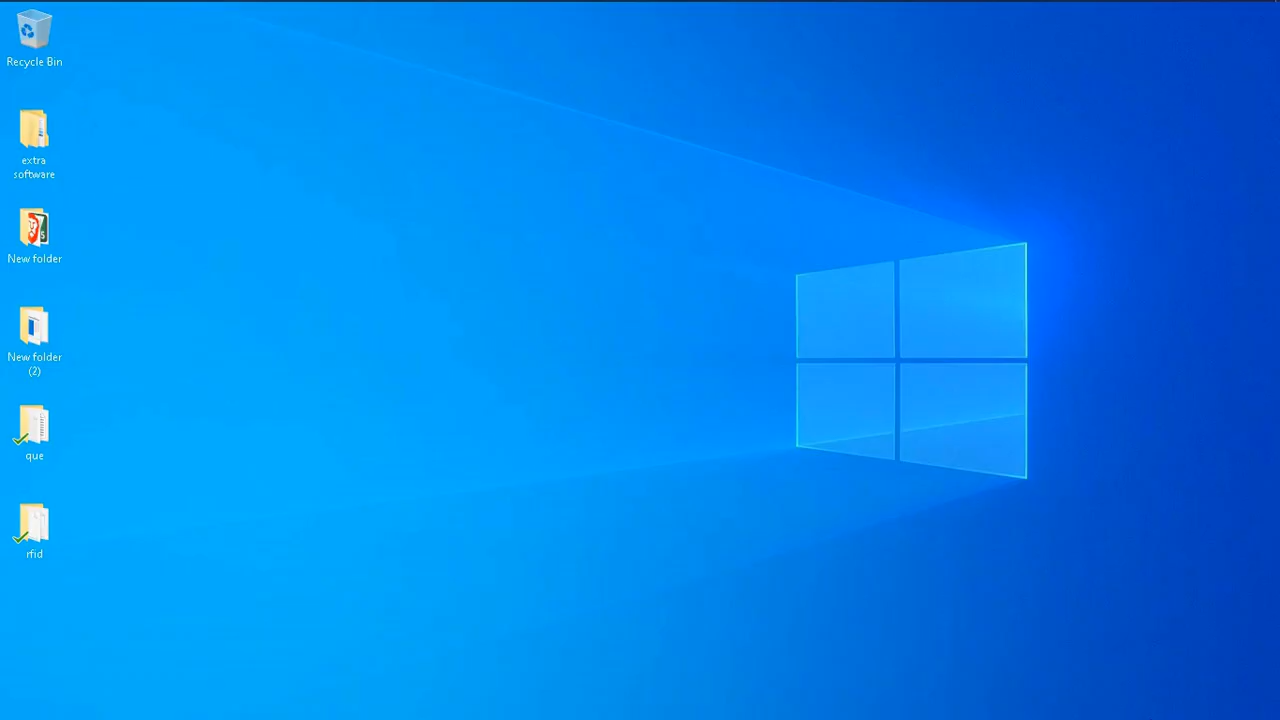 Recycle Bin
extra
software
New folder
New folder
(2)
que
rfid